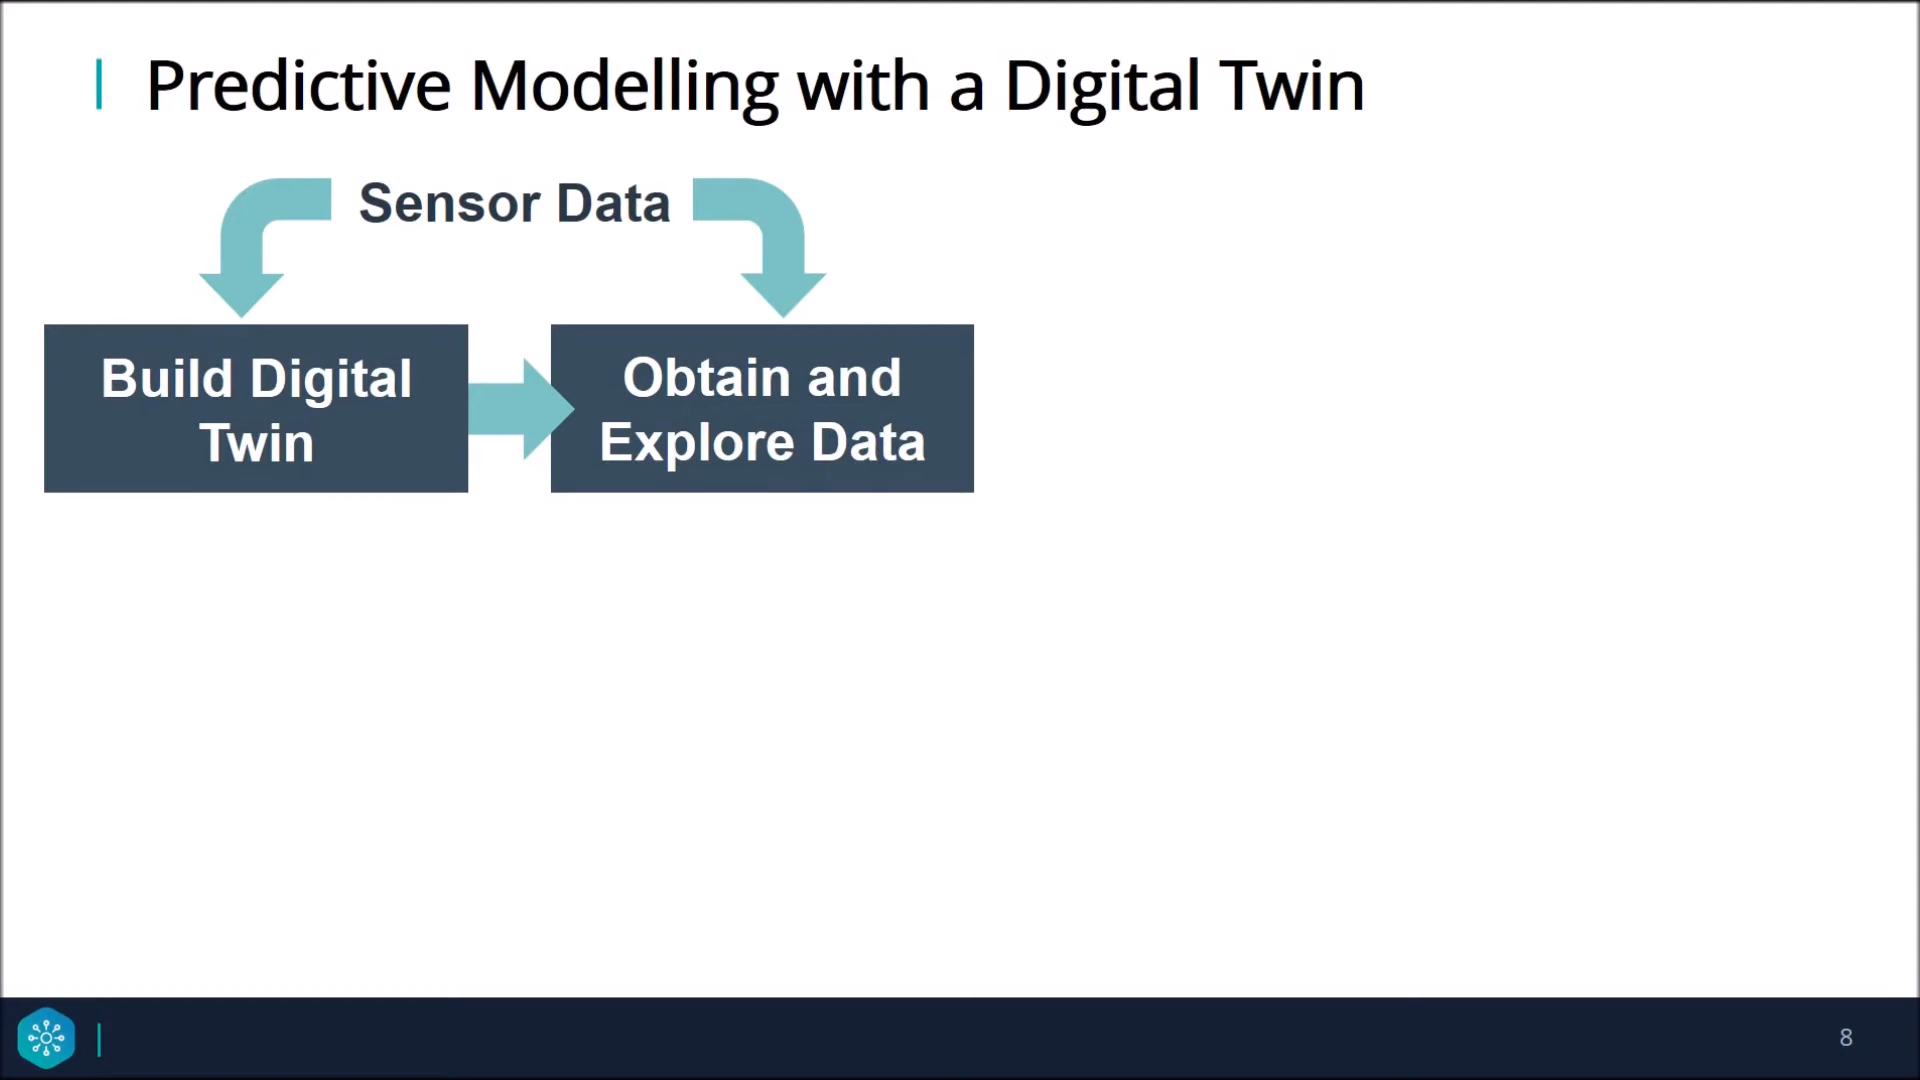 Predictive Modelling with a Digital Twin
Sensor Data
Build Digital
Twin
Obtain and
Explore Data
8